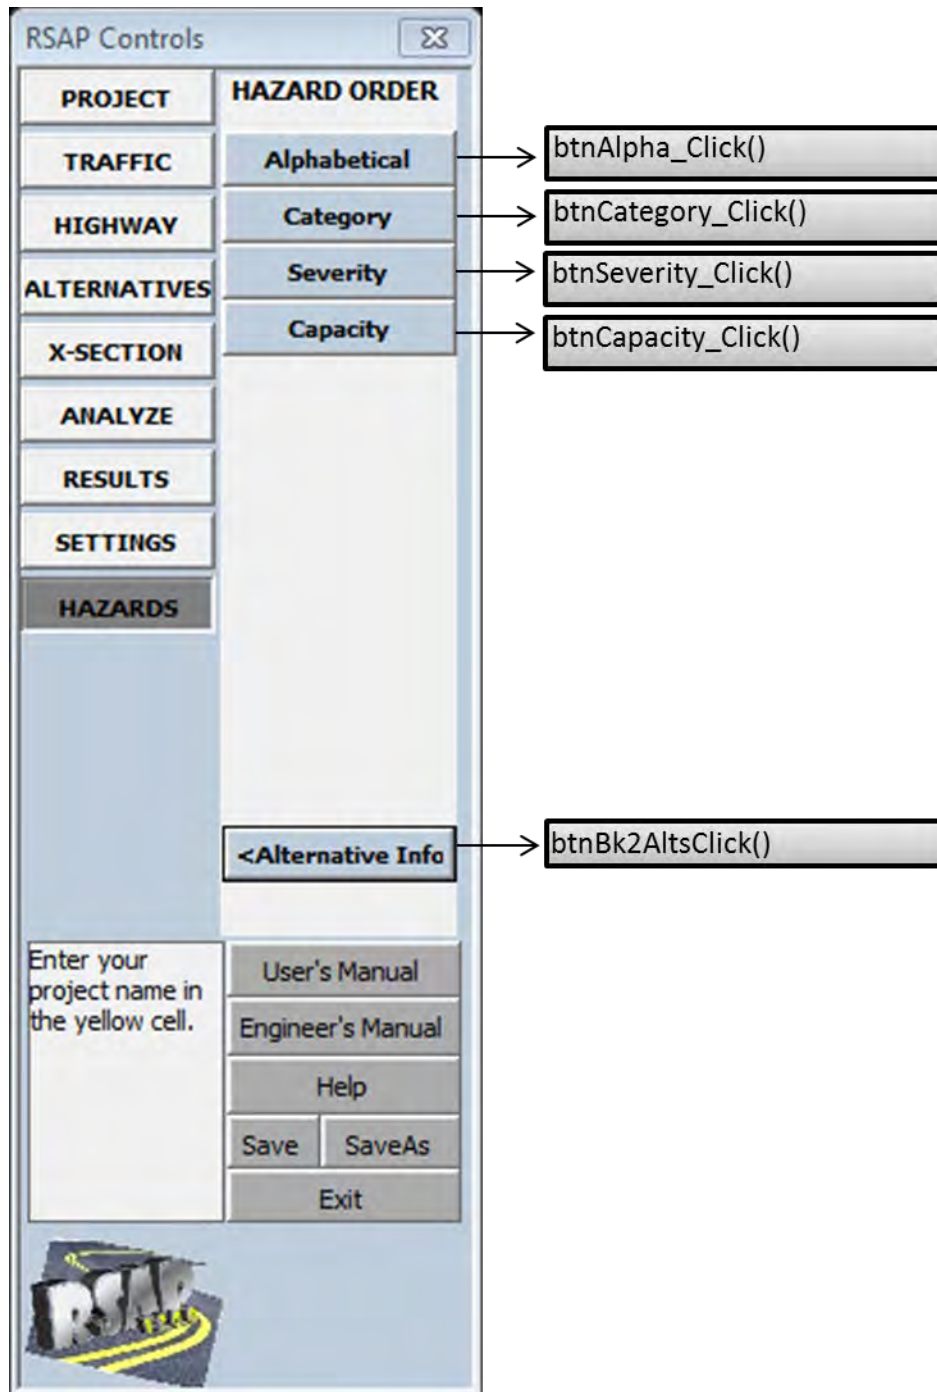 RSAP Controls
PROJECT
TRAFFIC
HIGHWAY
ALTERNATIVES
X-SECTION
ANALYZE
RESULTS
SETTINGS
HAZARDS
HAZARD ORDER
Alphabetical
btnAlpha_Click()
Category
btnCategory_Click()
Severity
btnSeverity_Click()
Capacity
btnCapacity_Click()
<Alternative Info
btnBk2AltsClick()
Enter your
project name in
the yellow cell.
User's Manual
Engineer's Manual
Help
Save
SaveAs
Exit
RSAP